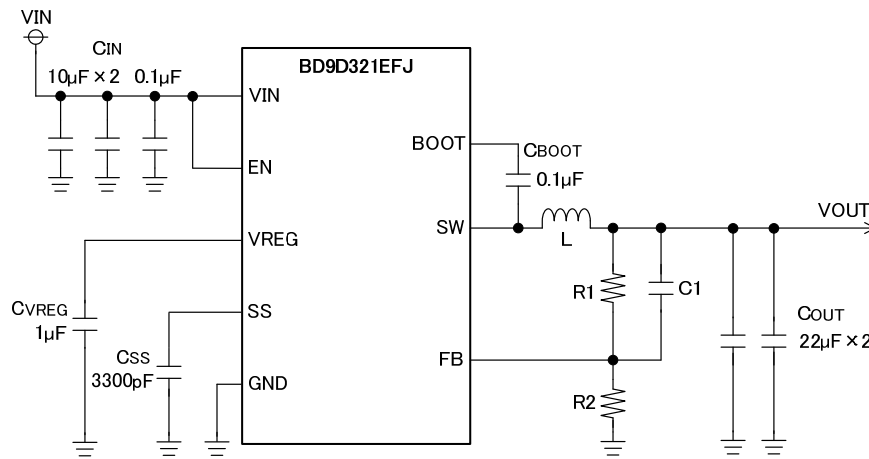 VIN
CIN
10µF × 2 0.1µF
BD9D321EFJ
VIN
EN
VREG
SS
GND
BOOT
SW
FB
CVREG
1µF
CSS
3300pF
CBOOT
0.1µF
L
VOUT
R1
C1
R2
COUT
22µF × 2